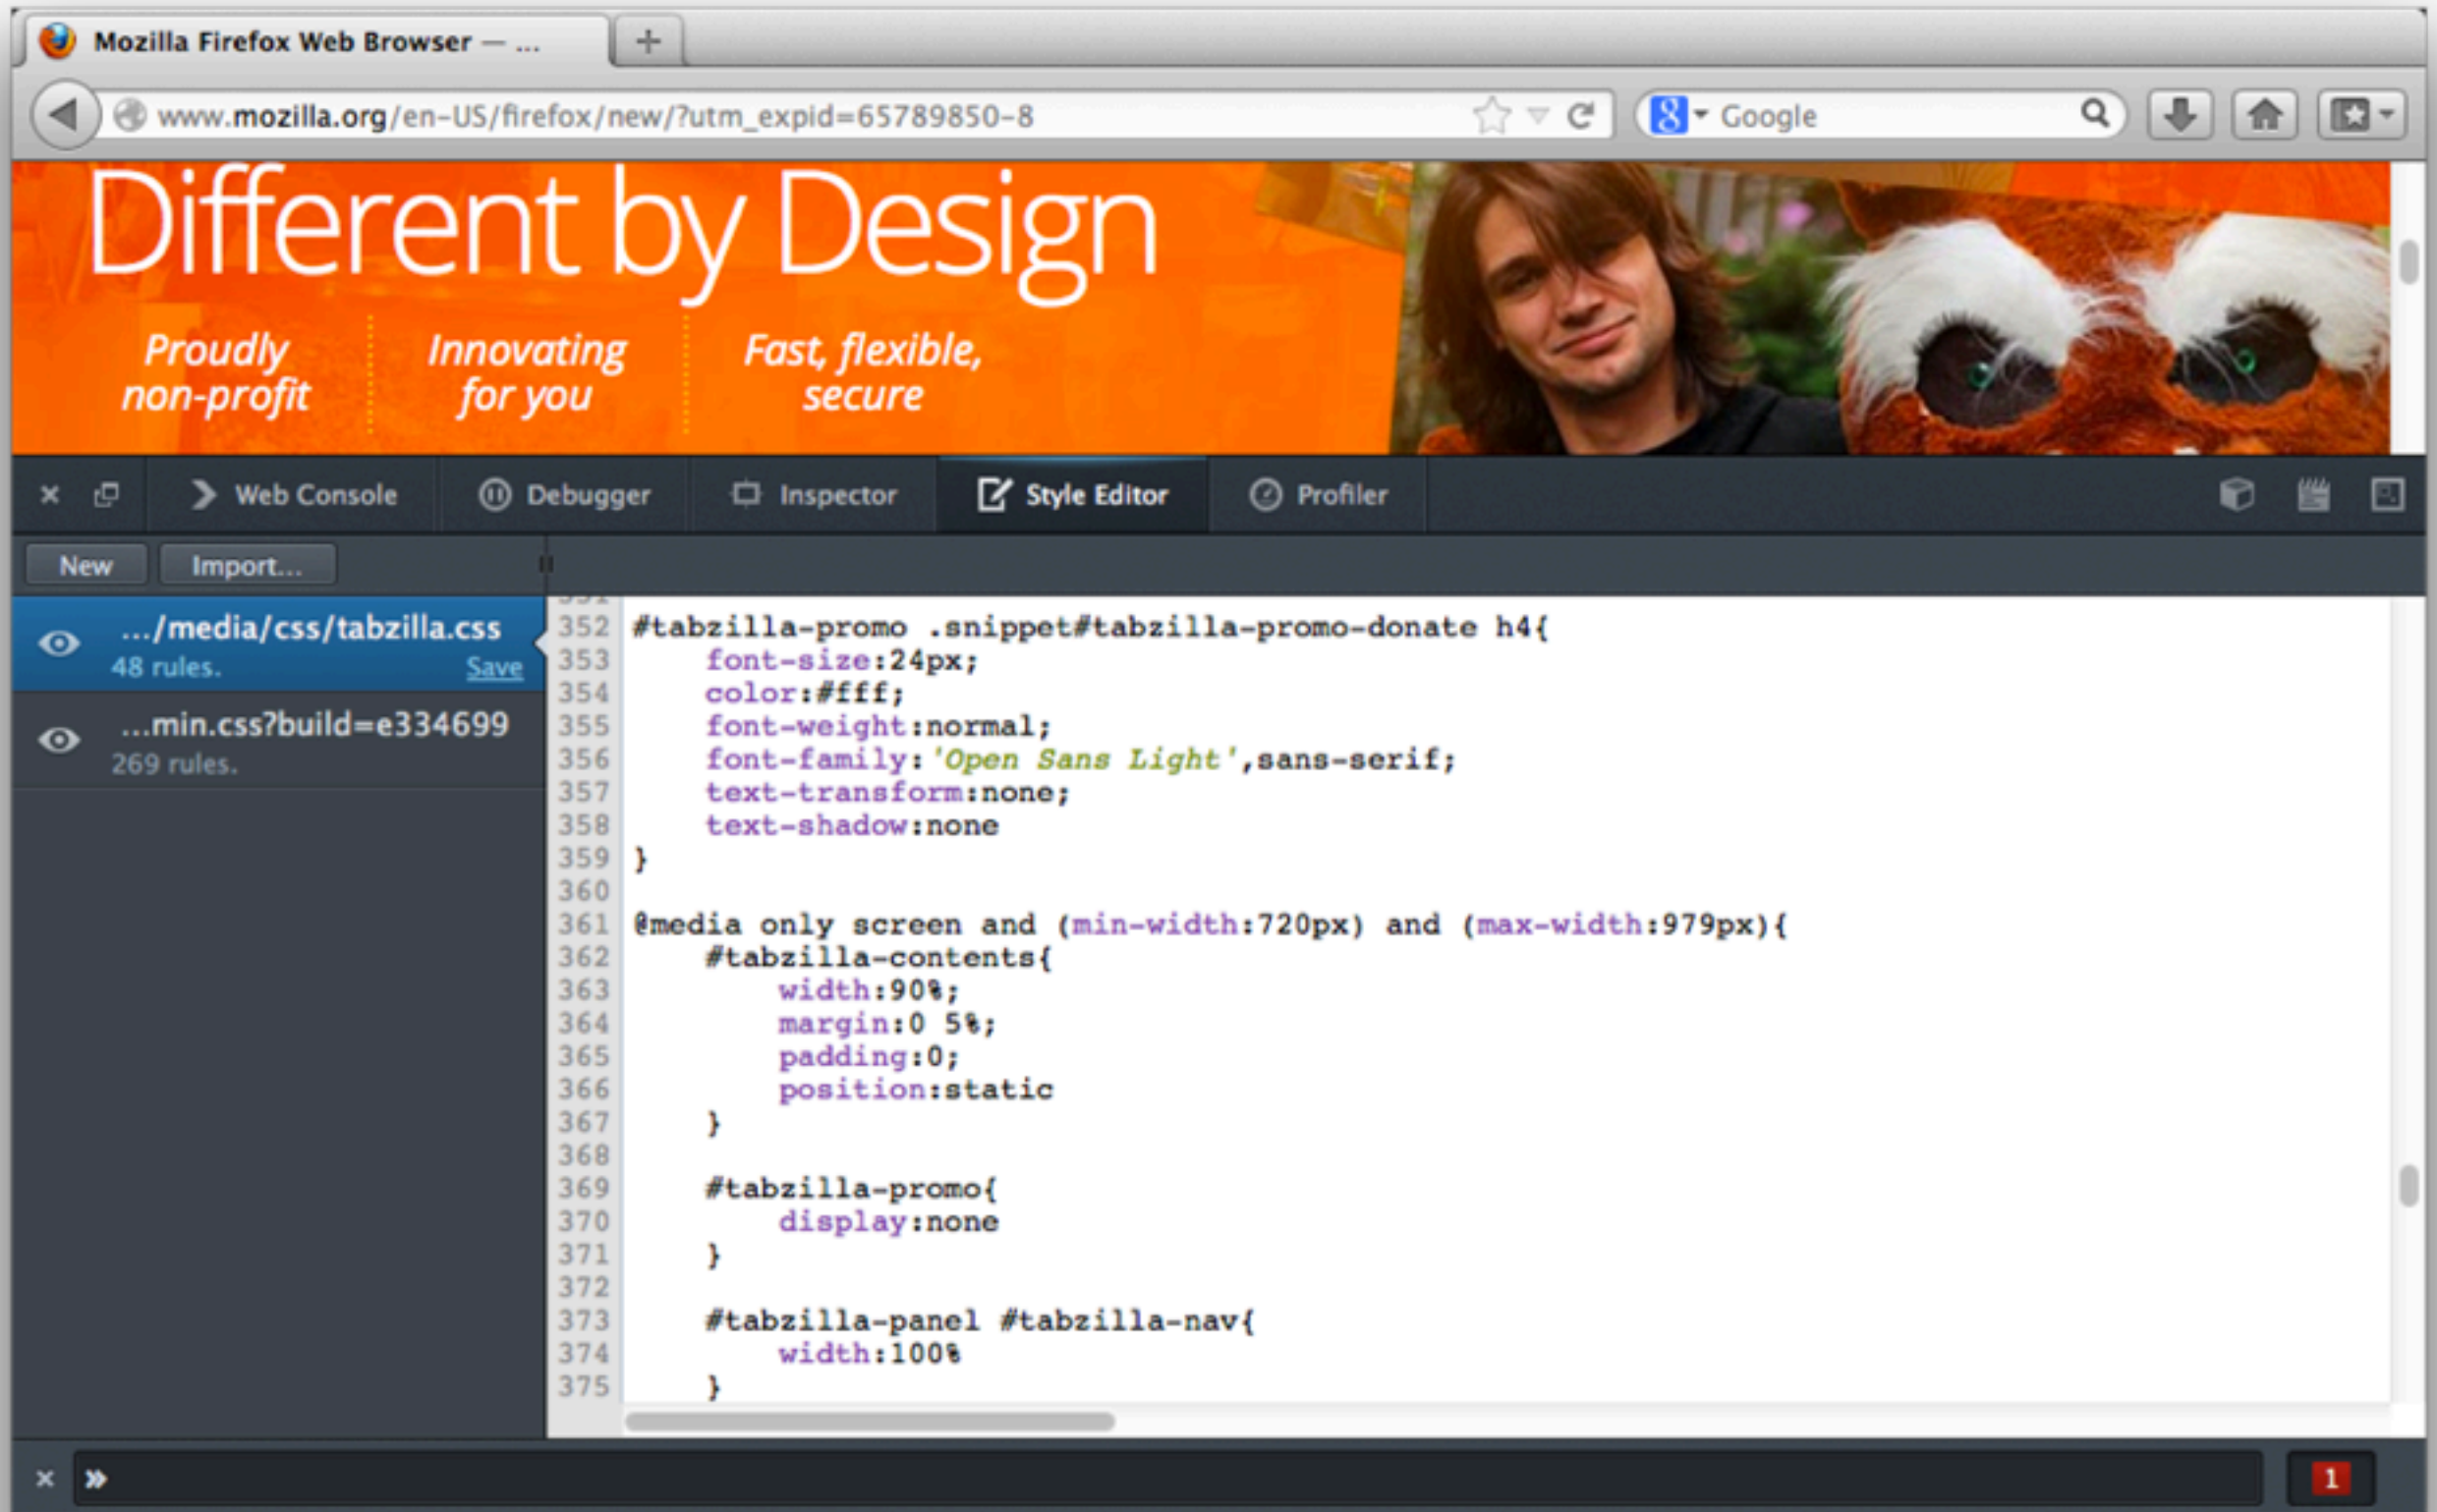 Mozilla Firefox Web Browser — ...
www.mozilla.org/en-US/firefox/new/?utm_expid=65789850-8
Google
Different by Design
Proudly
non-profit
Innovating
for you
Fast, flexible,
secure
Web Console
Debugger
Inspector
Style Editor
Profiler
New
Import...
.../media/css/tabzilla.css
48 rules.
Save
...min.css?build=e334699
269 rules.
351
352 #tabzilla-promo .snippet#tabzilla-promo-donate h4{
353     font-size:24px;
354     color:#fff;
355     font-weight:normal;
356     font-family:'Open Sans Light',sans-serif;
357     text-transform:none;
358     text-shadow:none
359 }
360
361 @media only screen and (min-width:720px) and (max-width:979px){
362     #tabzilla-contents{
363         width:90%;
364         margin:0 5%;
365         padding:0;
366         position:static
367     }
368
369     #tabzilla-promo{
370         display:none
371     }
372
373     #tabzilla-panel #tabzilla-nav{
374         width:100%
375     }
»
1